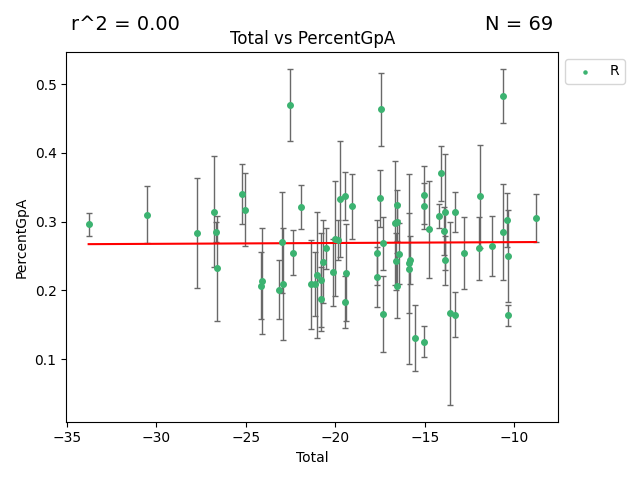 r^2 = 0.00
N = 69
Total vs PercentGpA
R
PercentGpA
0.5
0.4
0.3
0.2
0.1
−35
−30
−25
−20
−15
−10
Total